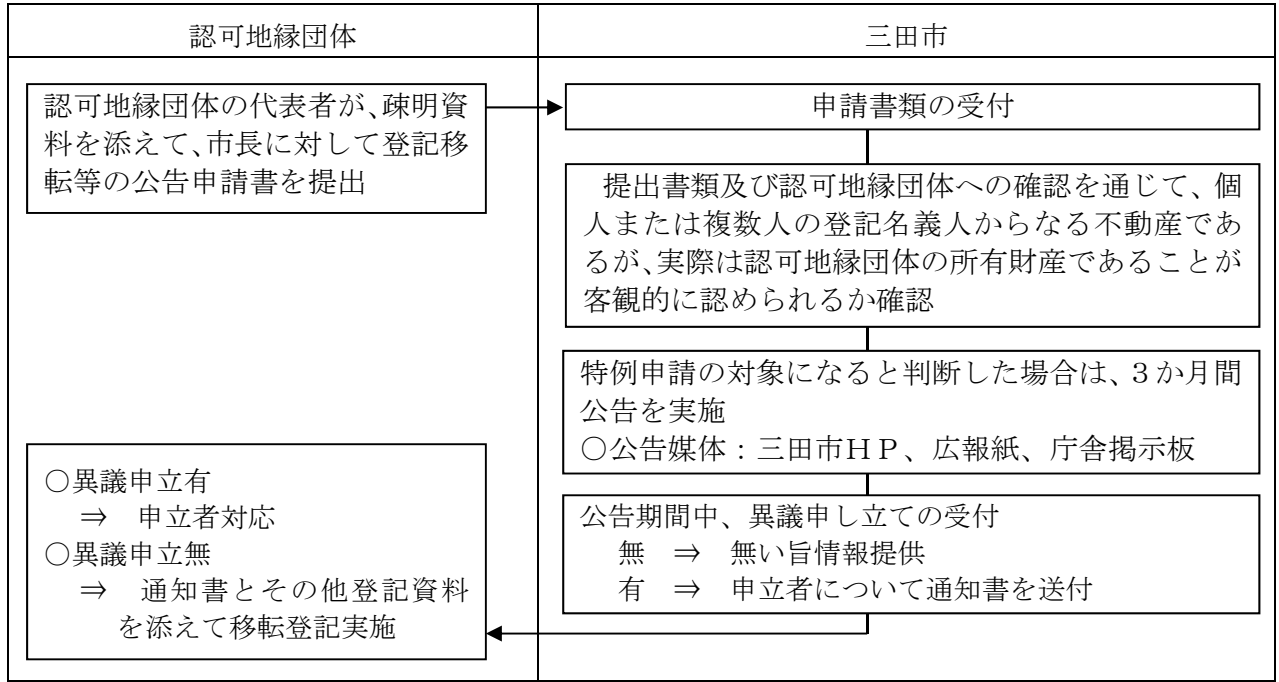 認可地縁団体
三田市
認可地縁団体の代表者が、疎明資
料を添えて、市長に対して登記移
転等の公告申請書を提出
申請書類の受付
提出書類及び認可地縁団体への確認を通じて、個
人または複数人の登記名義人からなる不動産であ
るが、実際は認可地縁団体の所有財産であることが
客観的に認められるか確認
特例申請の対象になると判断した場合は、３か月間
公告を実施
○公告媒体：三田市ＨＰ、広報紙、庁舎掲示板
公告期間中、異議申し立ての受付
無 ⇒ 無い旨情報提供
有 ⇒ 申立者について通知書を送付
○異議申立有
⇒ 申立者対応
○異議申立無
⇒ 通知書とその他登記資料
を添えて移転登記実施